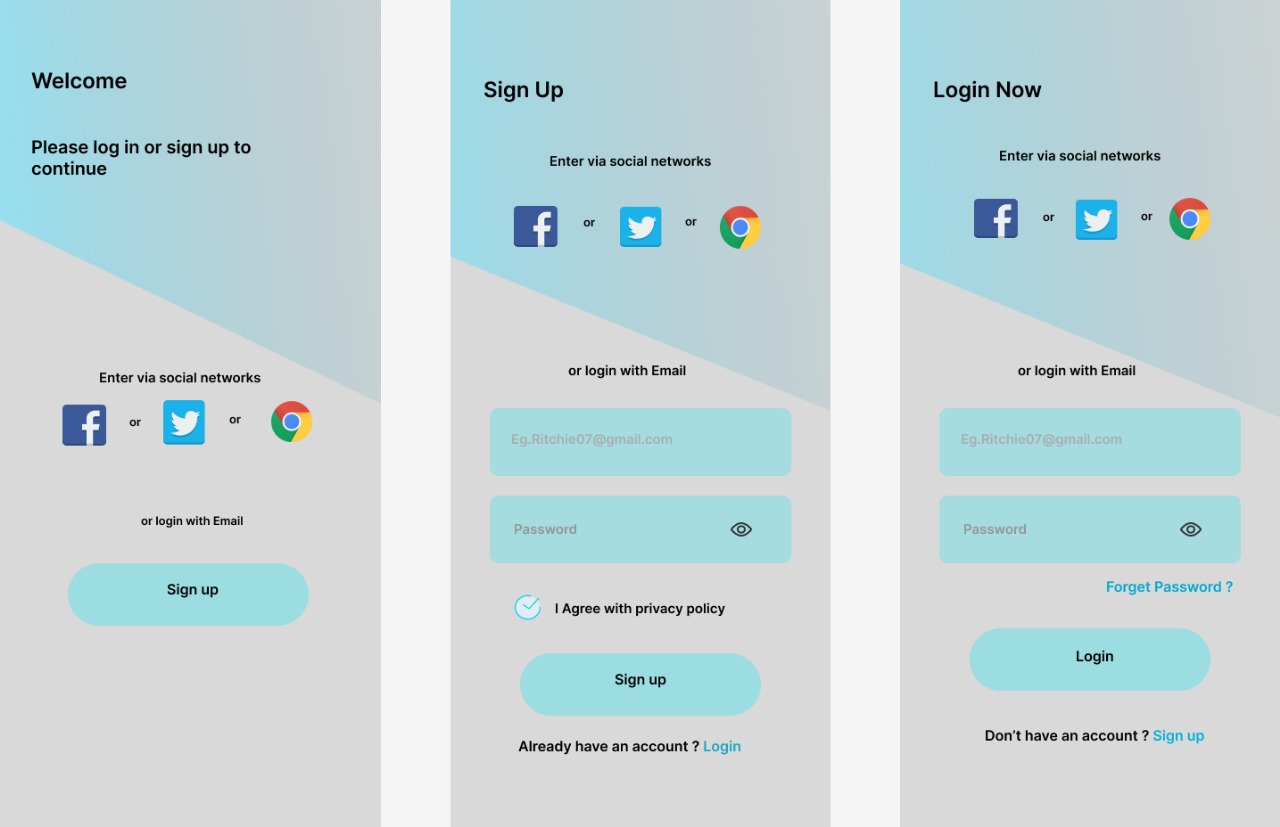 Welcome
Please log in or sign up to
continue
Enter via social networks
or
or
or login with Email
Sign up
Sign Up
Enter via social networks
or
or
or login with Email
Eg.Ritchie07@gmail.com
Password
I Agree with privacy policy
Sign up
Already have an account ? Login
Login Now
Enter via social networks
or
or
or login with Email
Eg.Ritchie07@gmail.com
Password
Forget Password ?
Login
Don’t have an account ? Sign up